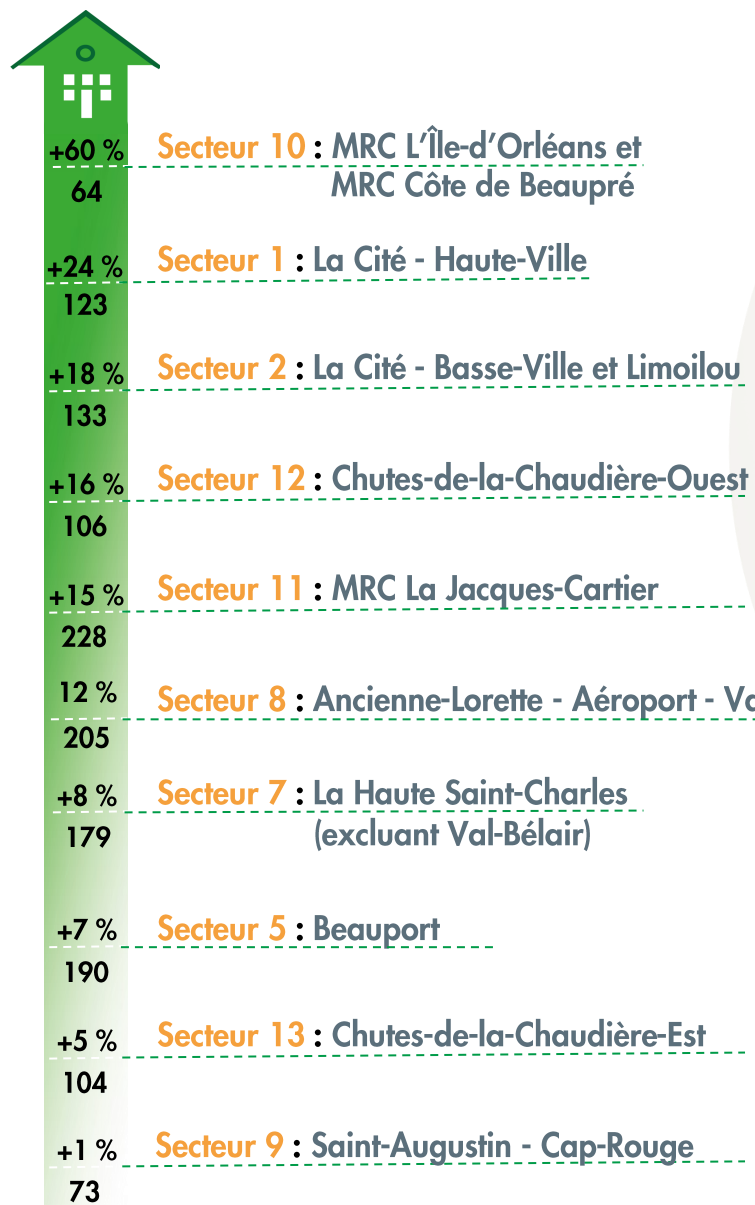 +60 % Secteur 10 : MRC L'Île-d'Orléans et
64 MRC Côte de Beaupré
+24 % Secteur 1 : La Cité - Haute-Ville
123
+18 % Secteur 2 : La Cité - Basse-Ville et Limoilou
133
+16 % Secteur 12 : Chutes-de-la-Chaudière-Ouest
106
+15 % Secteur 11 : MRC La Jacques-Cartier
228
12 % Secteur 8 : Ancienne-Lorette - Aéroport -
205
+8 % Secteur 7 : La Haute Saint-Charles
179 (excluant Val-Bélair)
+7 % Secteur 5 : Beauport
190
+5 % Secteur 13 : Chutes-de-la-Chaudière-Est
104
+1 % Secteur 9 : Saint-Augustin - Cap-Rouge
73